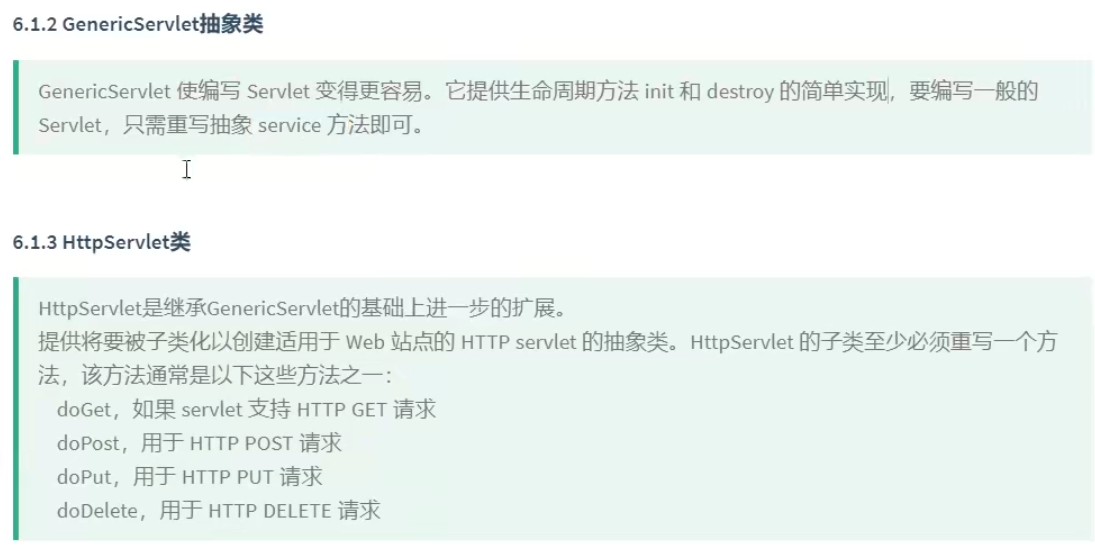 6.1.2 GenericServlet抽象类
GenericServlet 使编写 Servlet 变得更容易。它提供生命周期方法 init 和 destroy 的简单实现，要编写一般的
Servlet，只需重写抽象 service 方法即可。
6.1.3 HttpServlet类
HttpServlet是继承GenericServlet的基础上进一步的扩展。
提供将要被子类化以创建适用于 Web 站点的 HTTP servlet 的抽象类。HttpServlet 的子类至少必须重写一个方
法，该方法通常是以下这些方法之一：
doGet，如果 servlet 支持 HTTP GET 请求
doPost，用于 HTTP POST 请求
doPut，用于 HTTP PUT 请求
doDelete，用于 HTTP DELETE 请求